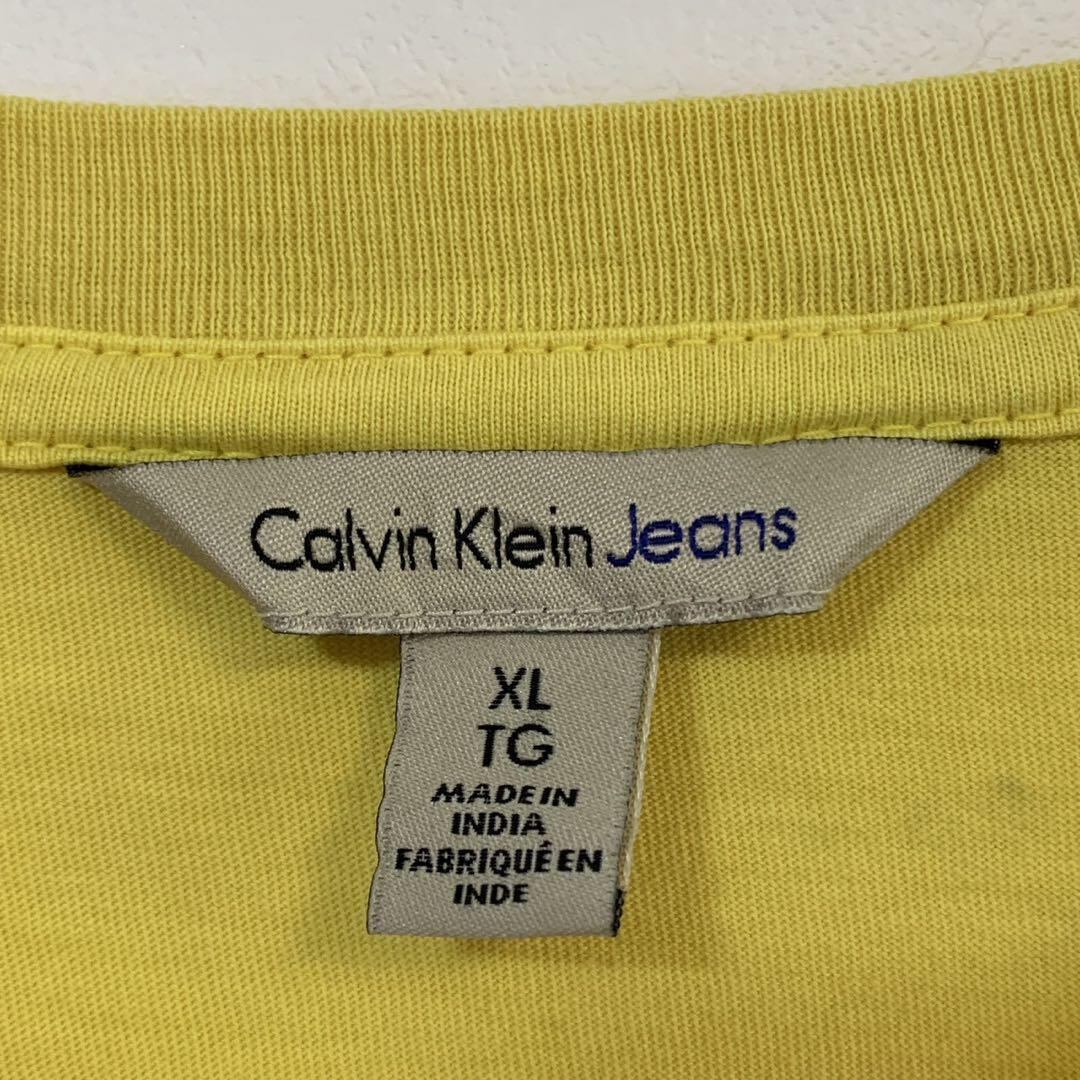 Calvin Klein Jeans
XL
TG
MADE IN
INDIA
FABRIQUÉ EN
INDE